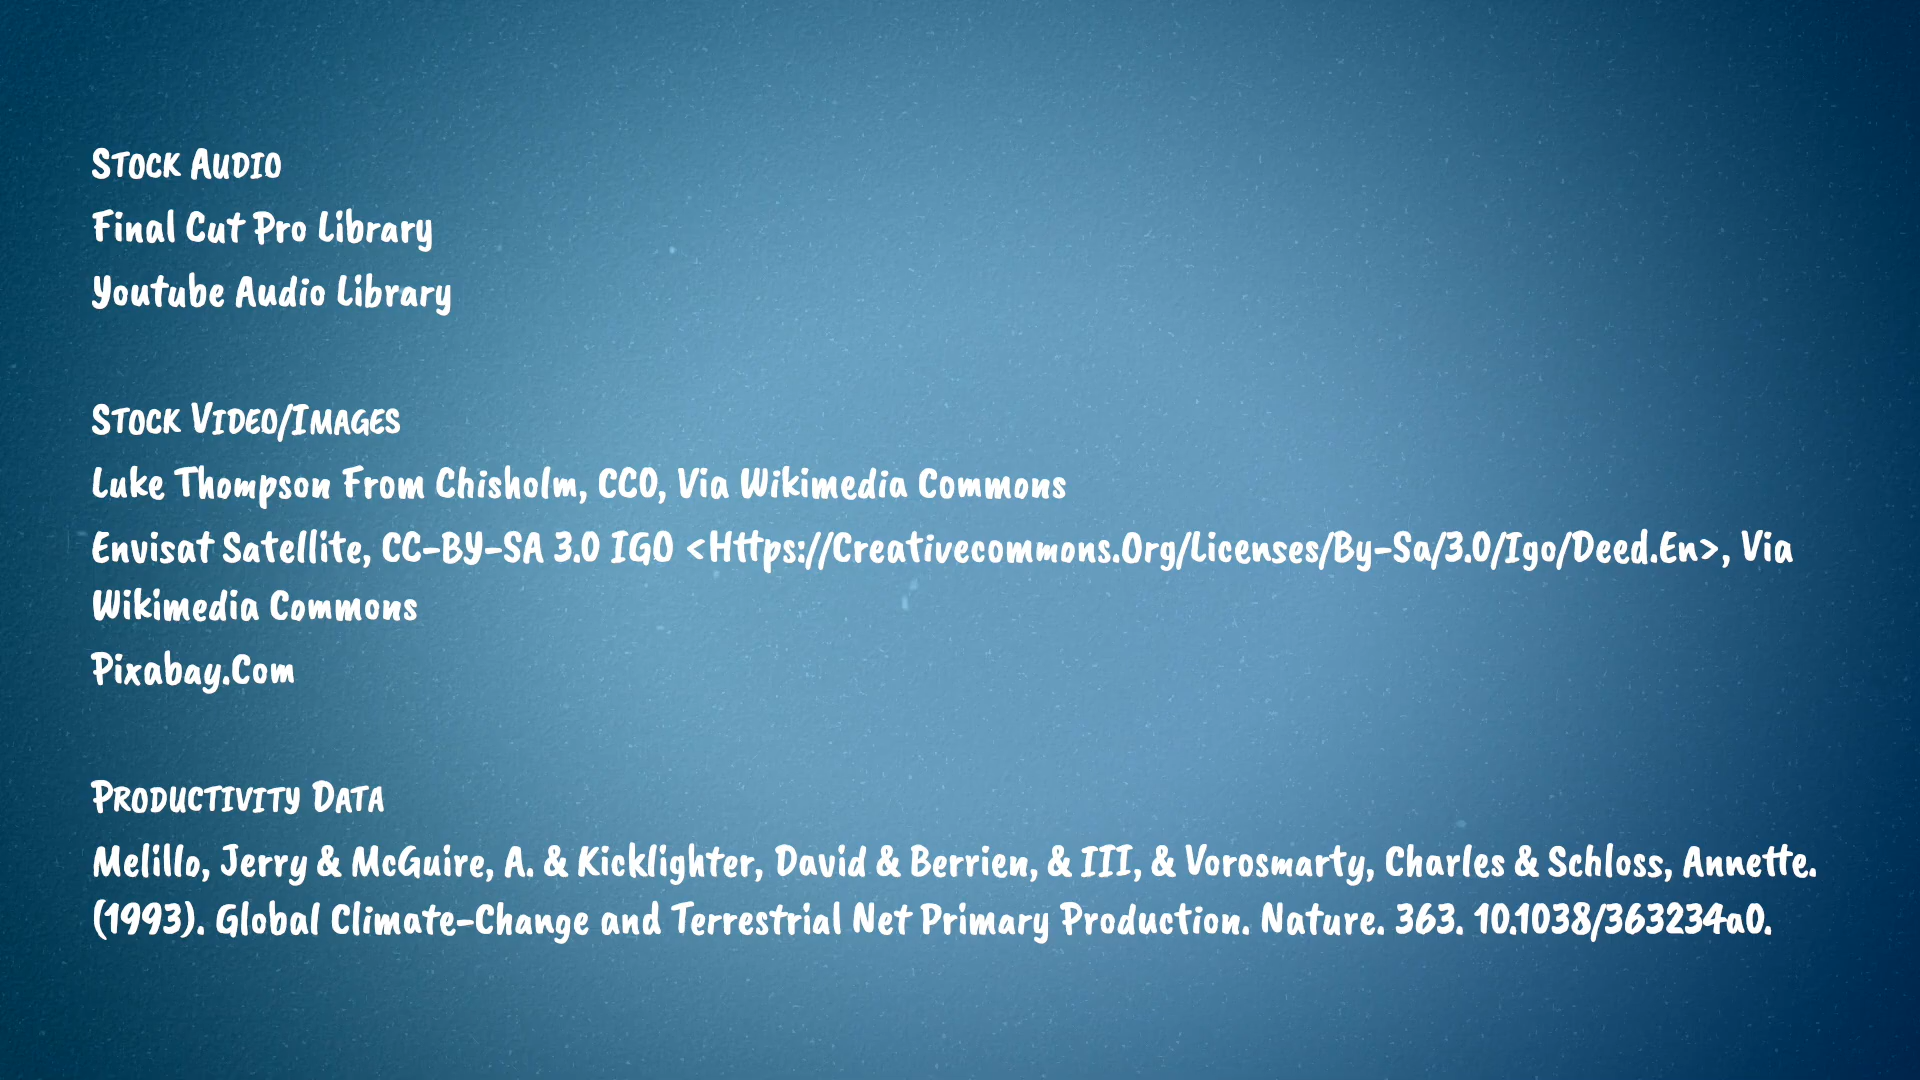 Stock Audio
Final Cut Pro Library
Youtube Audio Library
Stock Video/Images
Luke Thompson From Chisholm, CC0, Via Wikimedia Commons
Envisat Satellite, CC-BY-SA 3.0 IGO <Https://Creativecommons.Org/Licenses/By-Sa/3.0/Igo/Deed.En>, Via
Wikimedia Commons
Pixabay.Com
Productivity Data
Melillo, Jerry & McGuire, A. & Kicklighter, David & Berrien, & III, & Vorosmarty, Charles & Schloss, Annette.
(1993). Global Climate-Change and Terrestrial Net Primary Production. Nature. 363. 10.1038/363234a0.